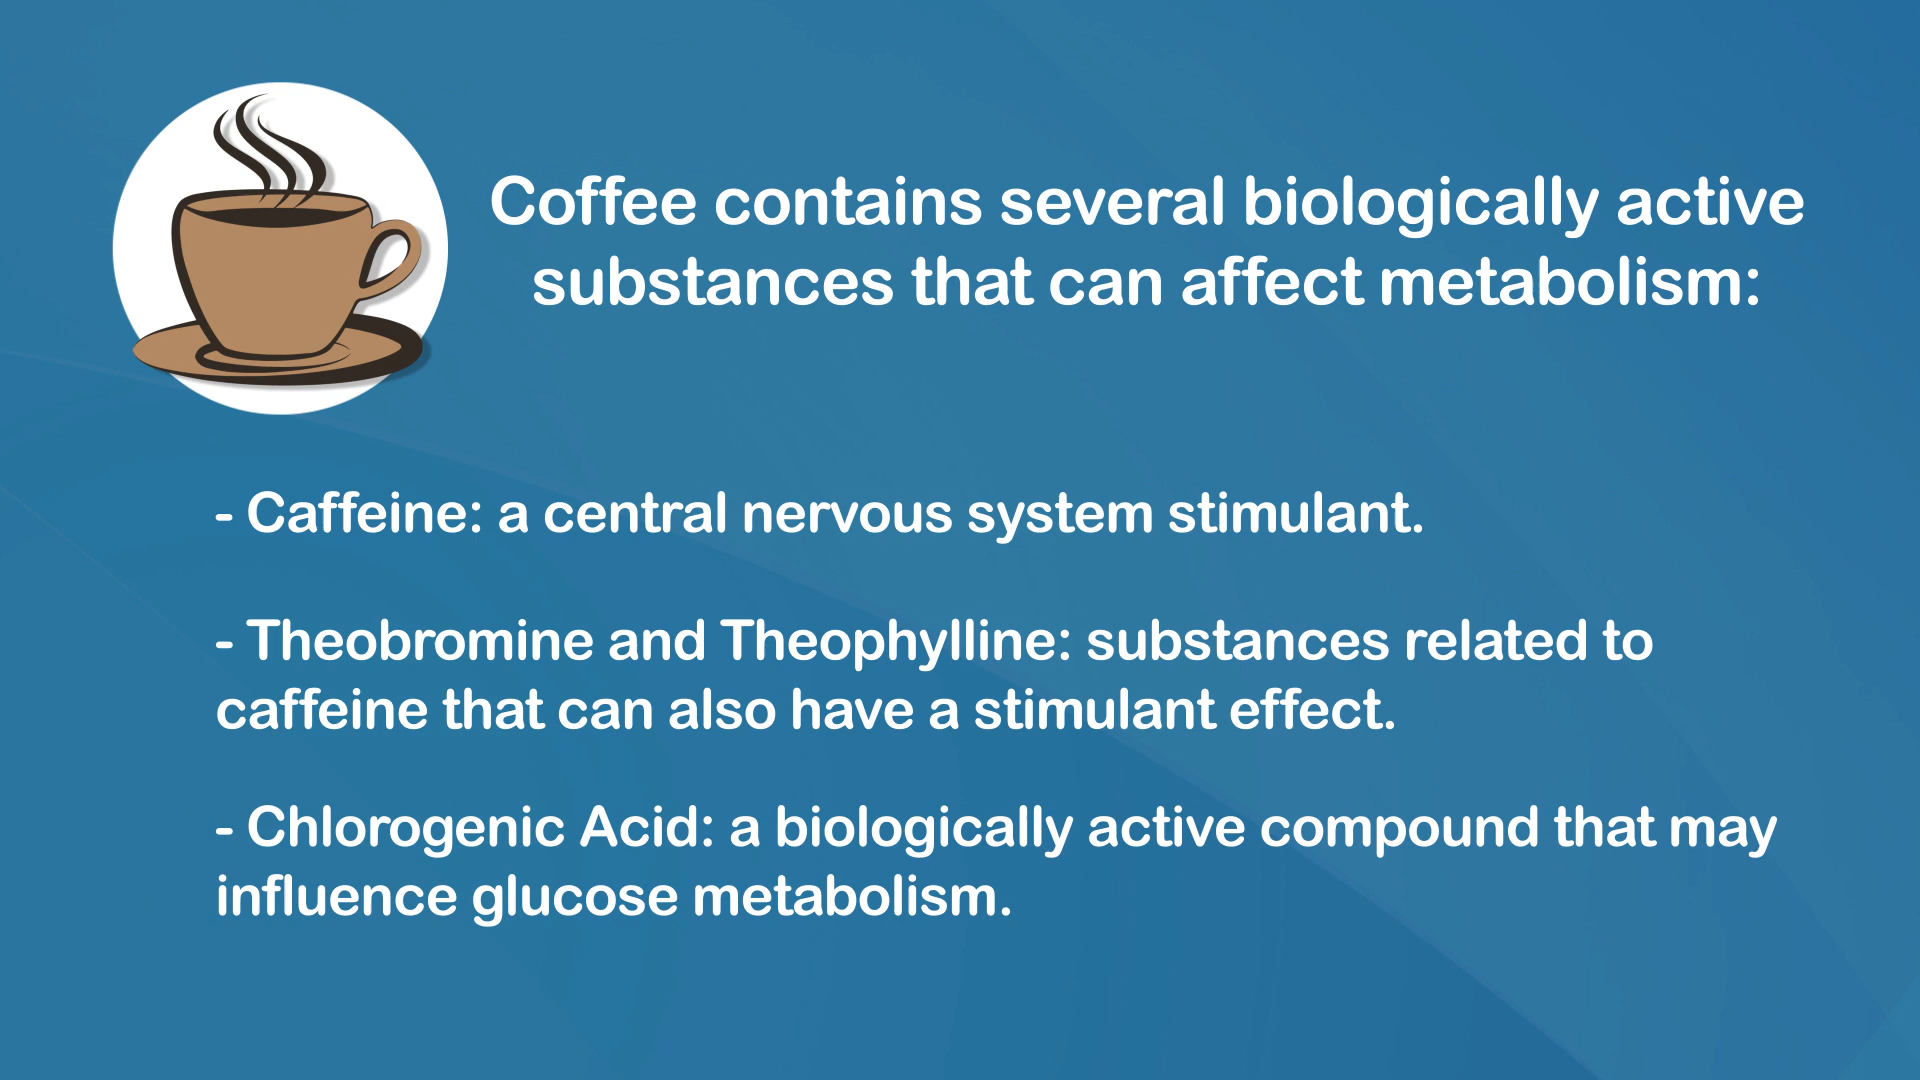 Coffee contains several biologically active
substances that can affect metabolism:
- Caffeine: a central nervous system stimulant.
- Theobromine and Theophylline: substances related to
caffeine that can also have a stimulant effect.
- Chlorogenic Acid: a biologically active compound that may
influence glucose metabolism.